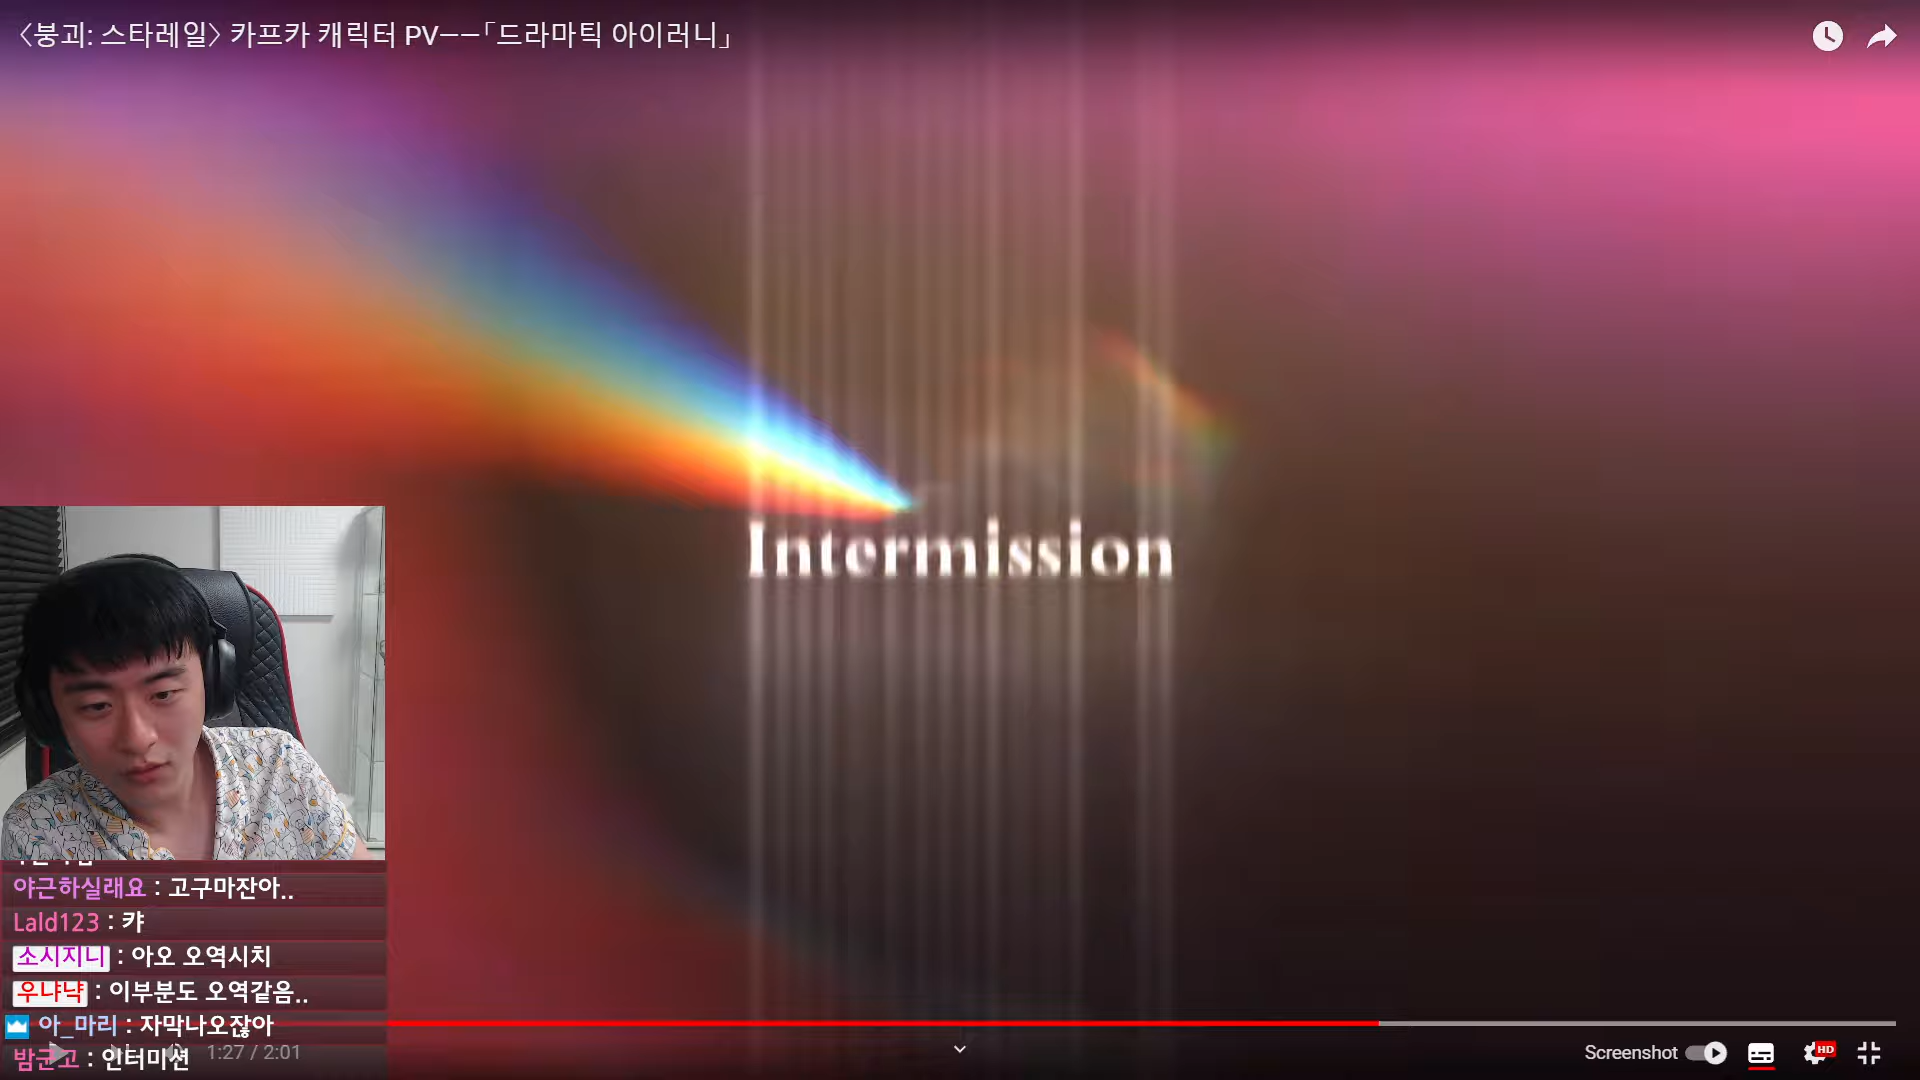 <붕괴: 스타레일> 카프카 캐릭터 PV——「드라마틱 아이러니」
Intermission
야근하실래요 : 고구마잔아..
Lald123 : 캬
소시지니 : 아오 오역시치
우냐냑 : 이부분도 오역같음..
아_마리 : 자막나오잖아
밤군고 : 인터미션
1:27 / 2:01
Screenshot
HD